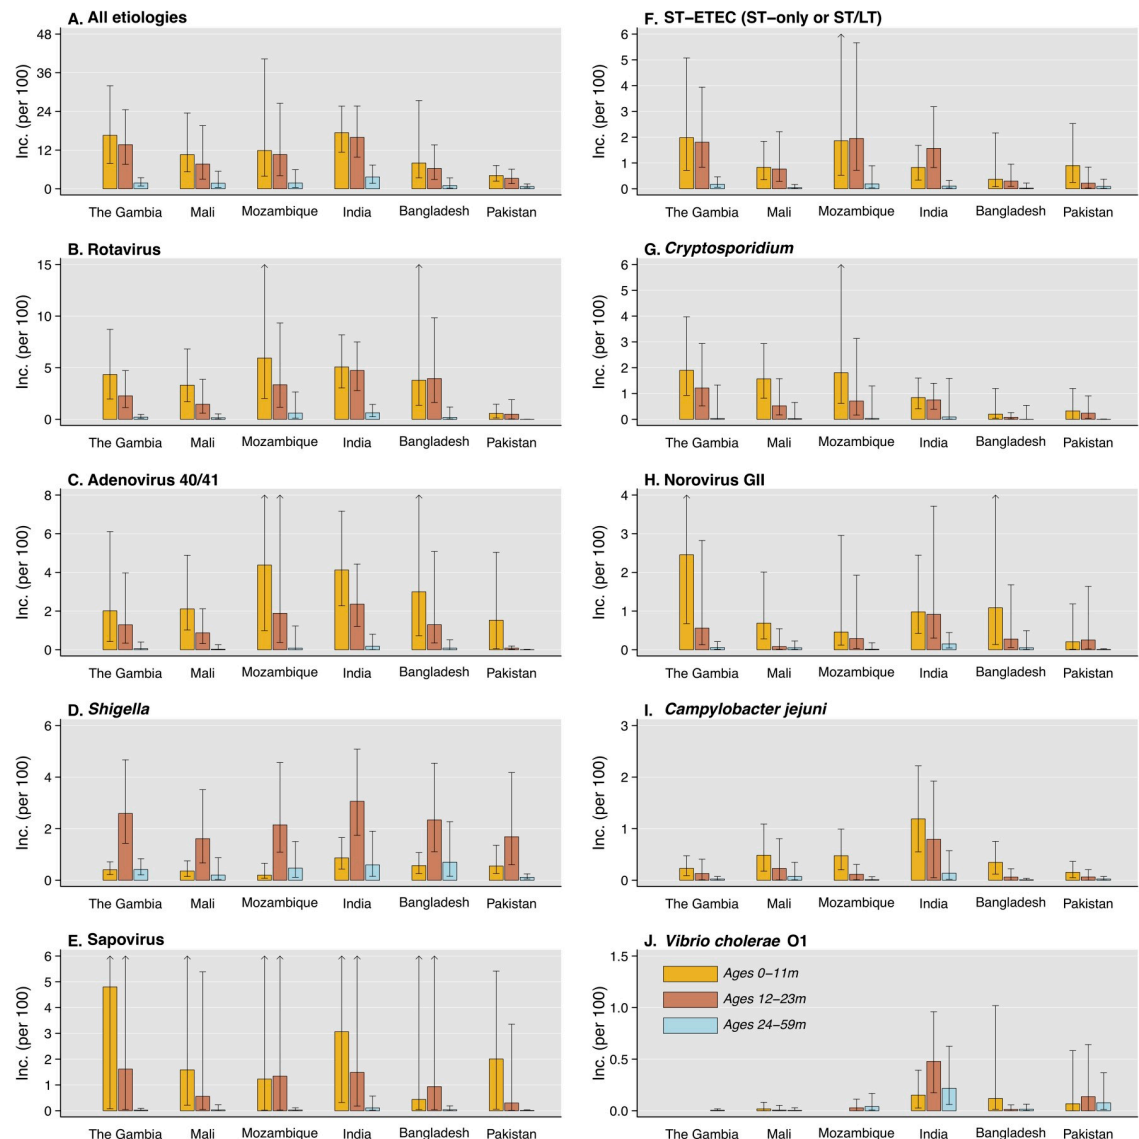 A. All etiologies
48
36
24
12
0
Inc. (per 100)
The Gambia Mali Mozambique India Bangladesh Pakistan
B. Rotavirus
15
10
5
0
Inc. (per 100)
The Gambia Mali Mozambique India Bangladesh Pakistan
C. Adenovirus 40/41
8
6
4
2
0
Inc. (per 100)
The Gambia Mali Mozambique India Bangladesh Pakistan
D. Shigella
6
4
2
0
Inc. (per 100)
The Gambia Mali Mozambique India Bangladesh Pakistan
E. Sapovirus
6
5
4
3
2
1
0
Inc. (per 100)
The Gambia Mali Mozambique India Bangladesh Pakistan
F. ST−ETEC (ST−only or ST/LT)
6
5
4
3
2
1
0
Inc. (per 100)
The Gambia Mali Mozambique India Bangladesh Pakistan
G. Cryptosporidium
6
5
4
3
2
1
0
Inc. (per 100)
The Gambia Mali Mozambique India Bangladesh Pakistan
H. Norovirus GII
4
3
2
1
0
Inc. (per 100)
The Gambia Mali Mozambique India Bangladesh Pakistan
I. Campylobacter jejuni
3
2
1
0
Inc. (per 100)
The Gambia Mali Mozambique India Bangladesh Pakistan
J. Vibrio cholerae O1
1.5
1.0
0.5
0.0
Inc. (per 100)
Ages 0−11m
Ages 12−23m
Ages 24−59m
The Gambia Mali Mozambique India Bangladesh Pakistan